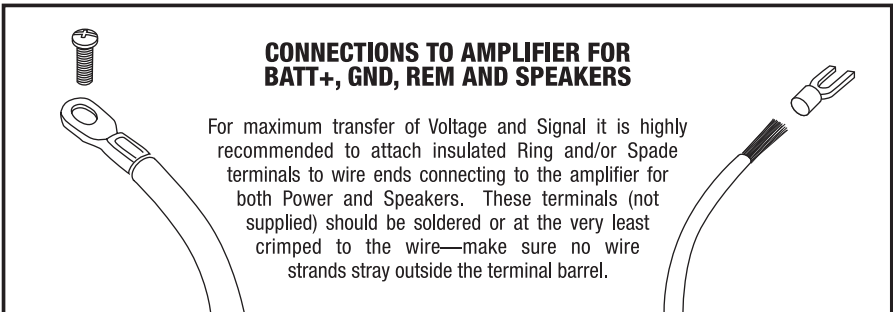 CONNECTIONS TO AMPLIFIER FOR
BATT+, GND, REM AND SPEAKERS
For maximum transfer of Voltage and Signal it is highly
recommended to attach insulated Ring and/or Spade
terminals to wire ends connecting to the amplifier for
both Power and Speakers. These terminals (not
supplied) should be soldered or at the very least
crimped to the wire—make sure no wire
strands stray outside the terminal barrel.